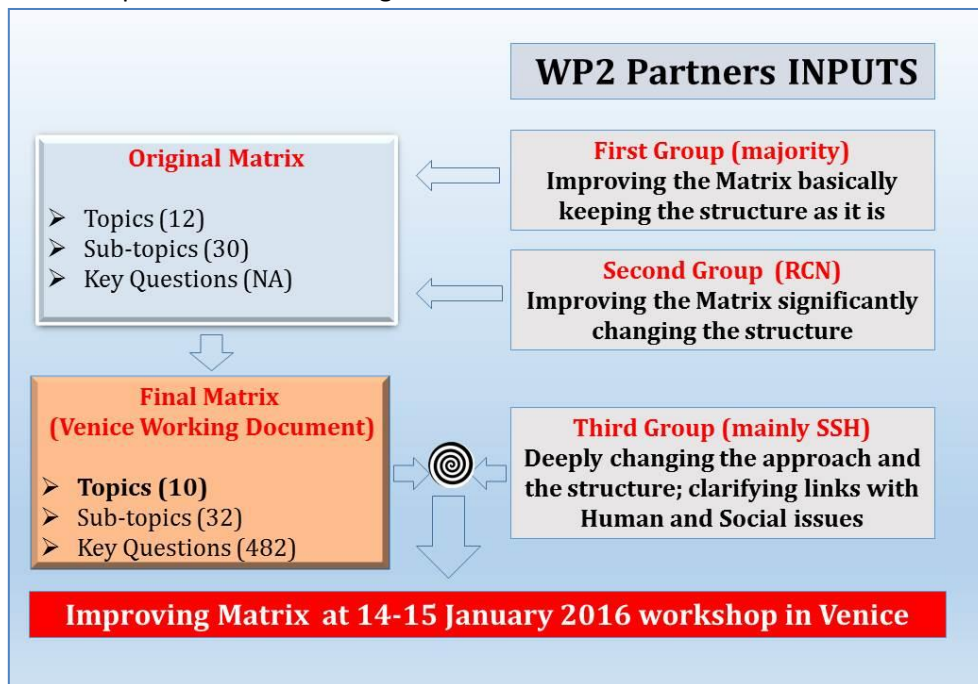 WP2 Partners INPUTS
Original Matrix
➢ Topics (12)
➢ Sub-topics (30)
➢ Key Questions (NA)
First Group (majority)
Improving the Matrix basically
keeping the structure as it is
Second Group (RCN)
Improving the Matrix significantly
changing the structure
Final Matrix
(Venice Working Document)
➢ Topics (10)
➢ Sub-topics (32)
➢ Key Questions (482)
Third Group (mainly SSH)
Deeply changing the approach and
the structure; clarifying links with
Human and Social issues
Improving Matrix at 14-15 January 2016 workshop in Venice